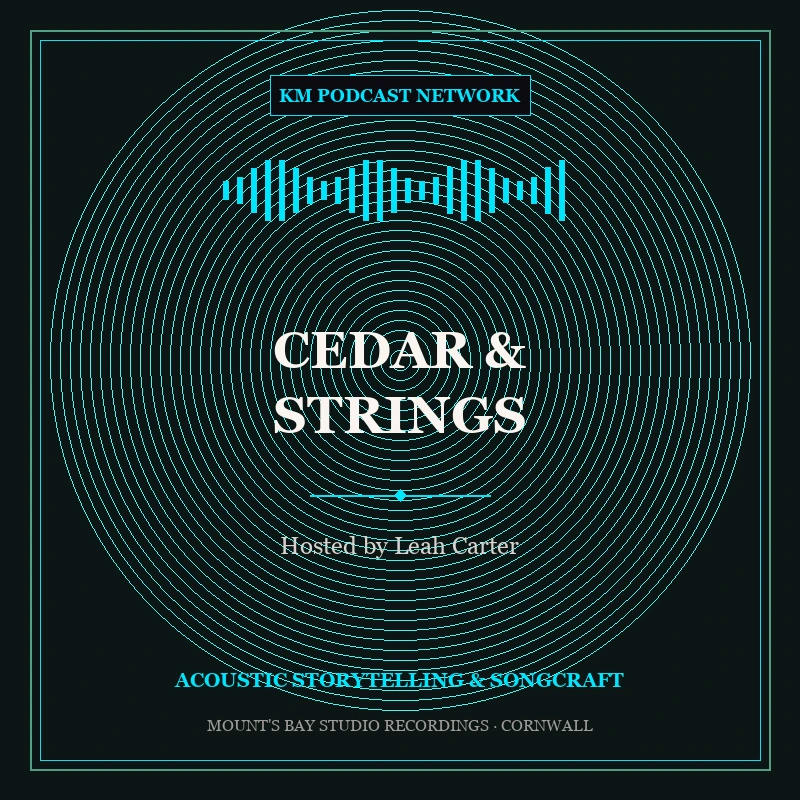 KM PODCAST NETWORK
CEDAR &
STRINGS
Hosted by Leah Carter
ACOUSTIC STORYTELLING & SONGCRAFT
MOUNT'S BAY STUDIO RECORDINGS · CORNWALL